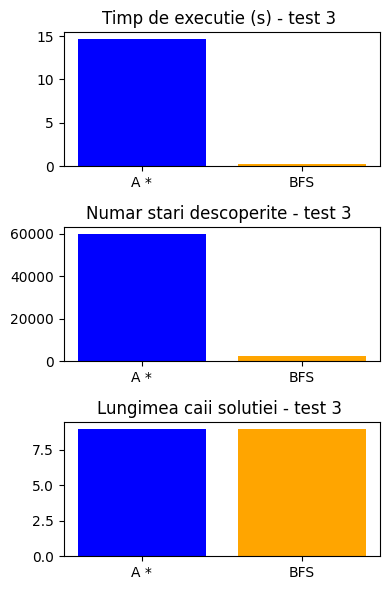 Timp de executie (s) - test 3
15
10
5
0
A *
BFS
Numar stari descoperite - test 3
60000
40000
20000
0
A *
BFS
Lungimea caii solutiei - test 3
7.5
5.0
2.5
0.0
A *
BFS